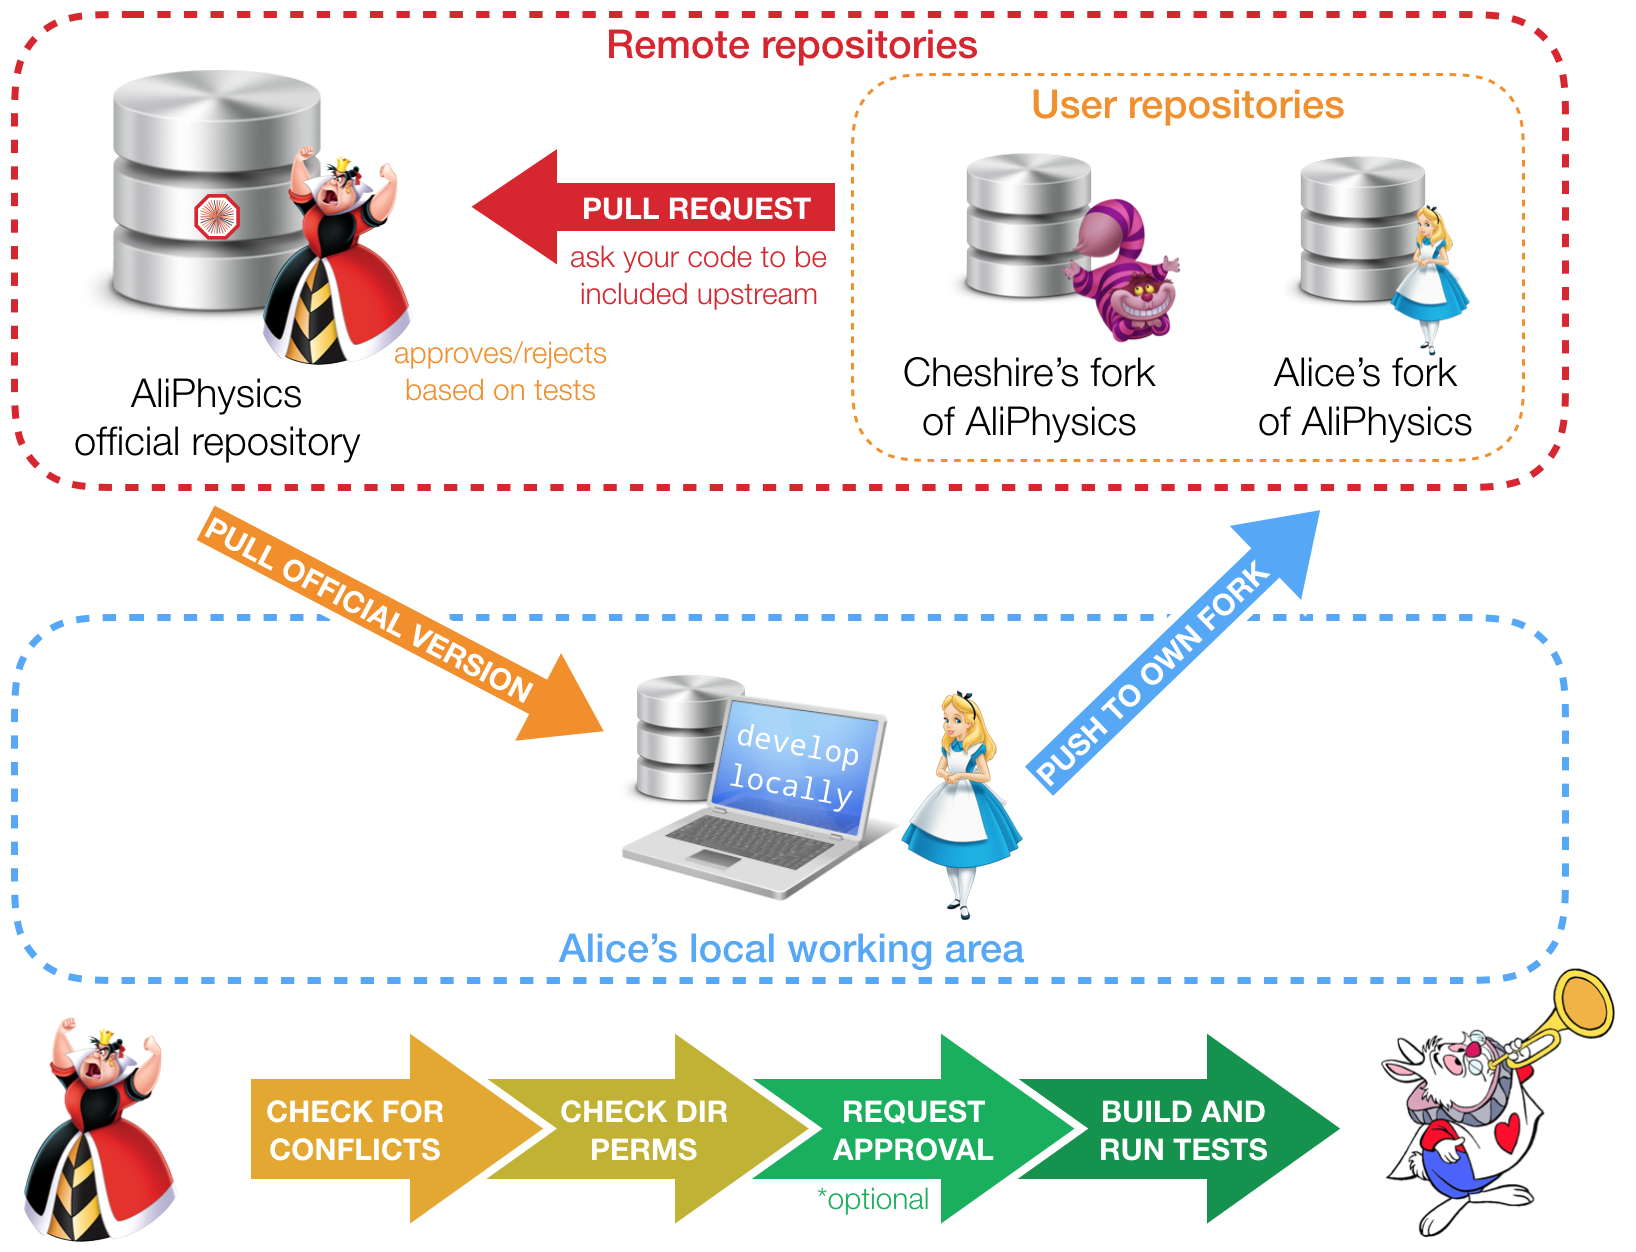 Remote repositories
User repositories
PULL REQUEST
ask your code to be
included upstream
approves/rejects
based on tests
AliPhysics
official repository
Cheshire’s fork
of AliPhysics
Alice’s fork
of AliPhysics
PULL OFFICIAL VERSION
PUSH TO OWN FORK
develop
locally
Alice’s local working area
CHECK FOR
CONFLICTS
CHECK DIR
PERMS
REQUEST
APPROVAL
*optional
BUILD AND
RUN TESTS